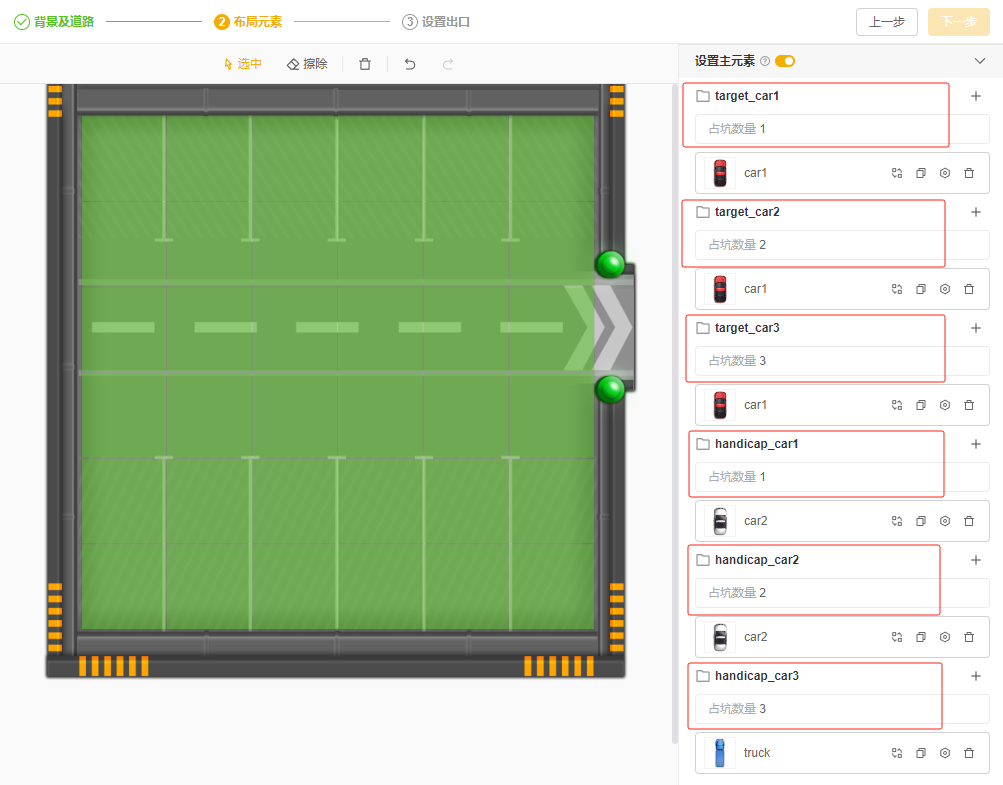 背景及道路
2 布局元素
3 设置出口
上一步
下一步
选中
擦除
设置主元素
target_car1
占坑数量 1
car1
target_car2
占坑数量 2
car1
target_car3
占坑数量 3
car1
handicap_car1
占坑数量 1
car2
handicap_car2
占坑数量 2
car2
handicap_car3
占坑数量 3
truck